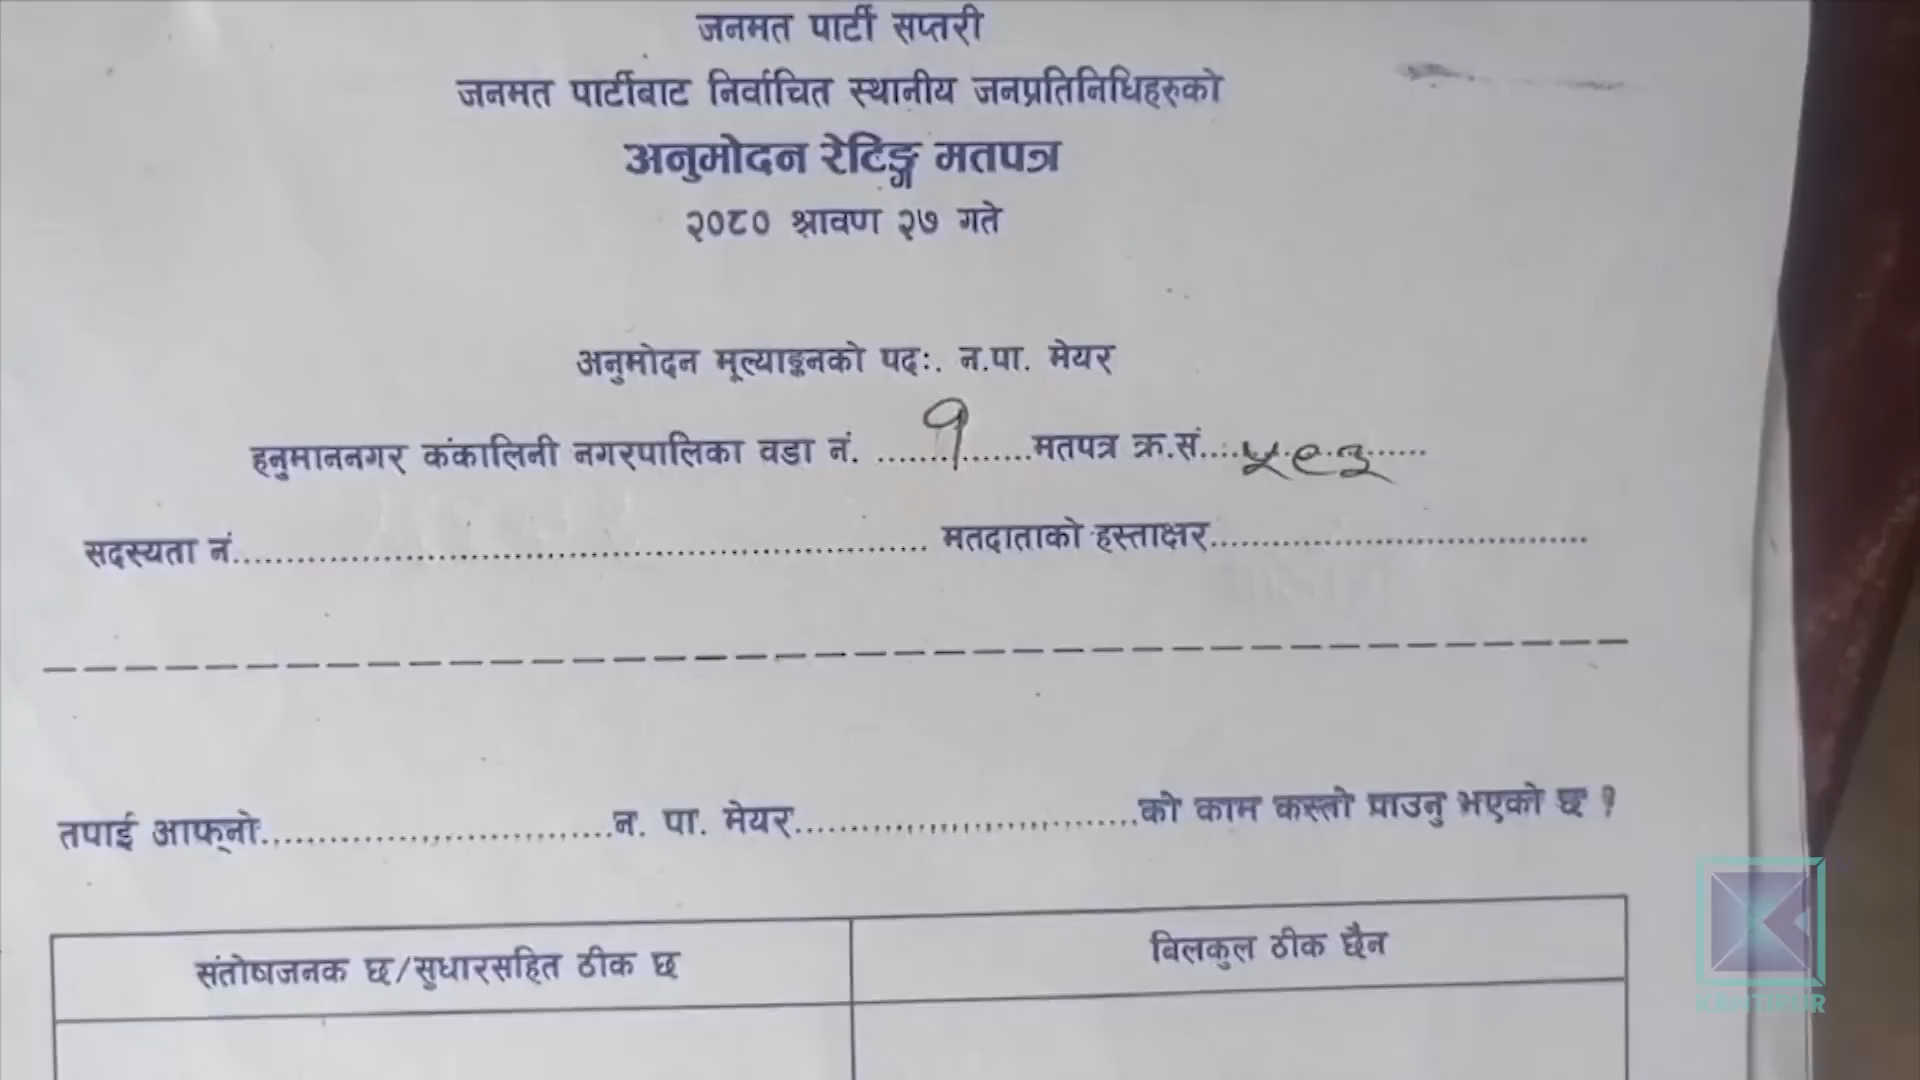 जनमत पार्टी सप्तरी
जनमत पार्टीबाट निर्वाचित स्थानीय जनप्रतिनिधिहरुको
अनुमोदन रेटिङ्ग मतपत्र
२०८० श्रावण २७ गते
अनुमोदन मूल्याङ्कनको पदः. न.पा. मेयर
हनुमाननगर कंकालिनी नगरपालिका वडा नं. ........१.......मतपत्र क्र.सं......५९३......
सदस्यता नं.................................................................. मतदाताको हस्ताक्षर....................................
तपाई आफ्नो.................................न. पा. मेयर.................................को काम कस्तो पाउनु भएको छ ?
संतोषजनक छ/सुधारसहित ठीक छ
बिलकुल ठीक छैन
KANTIPUR